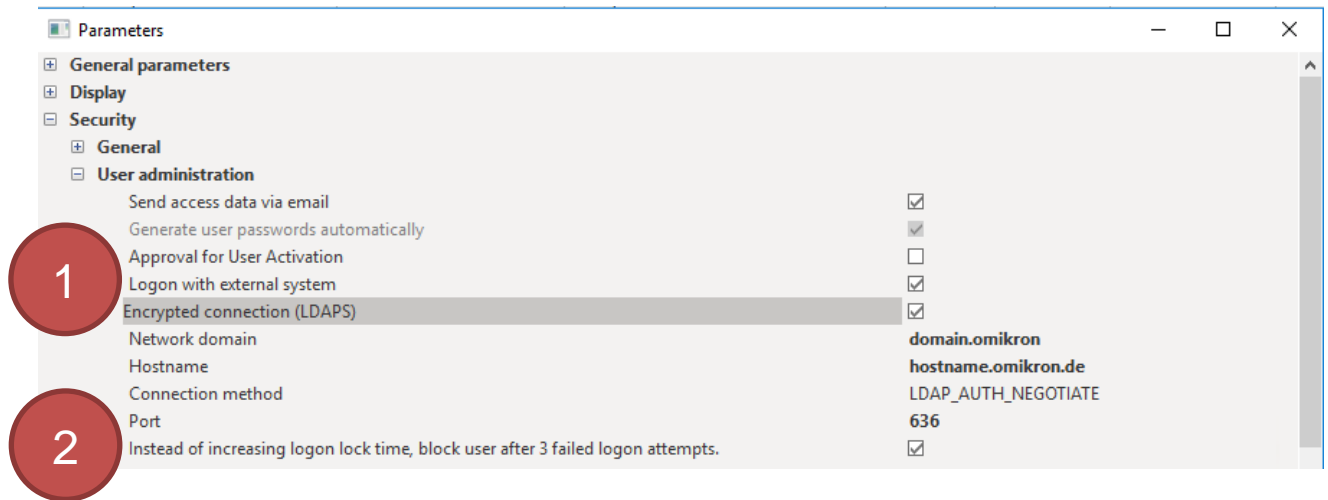 Parameters
General parameters
Display
Security
General
User administration
Send access data via email
Generate user passwords automatically
Approval for User Activation
1
Logon with external system
Encrypted connection (LDAPS)
Network domain domain.omikron
Hostname hostname.omikron.de
Connection method LDAP_AUTH_NEGOTIATE
Port 636
2
Instead of increasing logon lock time, block user after 3 failed logon attempts.